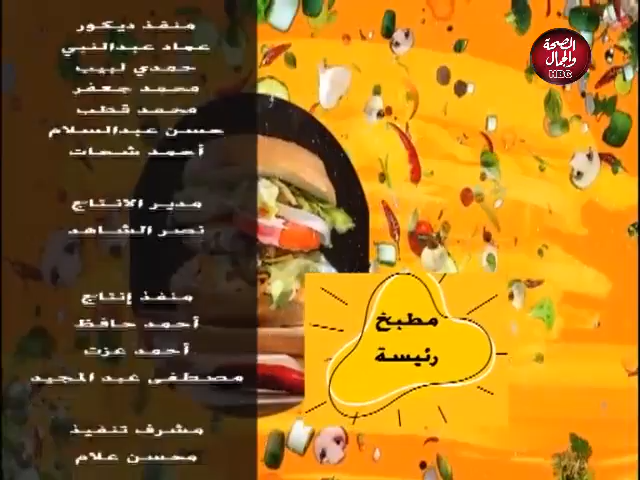 منفذ ديكور
عماد عبدالنبي
حمدي لبيب
محمد جعفر
محمد قطب
حسن عبدالسلام
أحمد شحات
مدير الانتاج
نصر الشاهد
منفذ إنتاج
أحمد حافظ
أحمد عزت
مصطفى عبد المجيد
مشرف تنفيذ
محسن علام
الصحة
والجمال
HBC
مطبخ
رئيسة